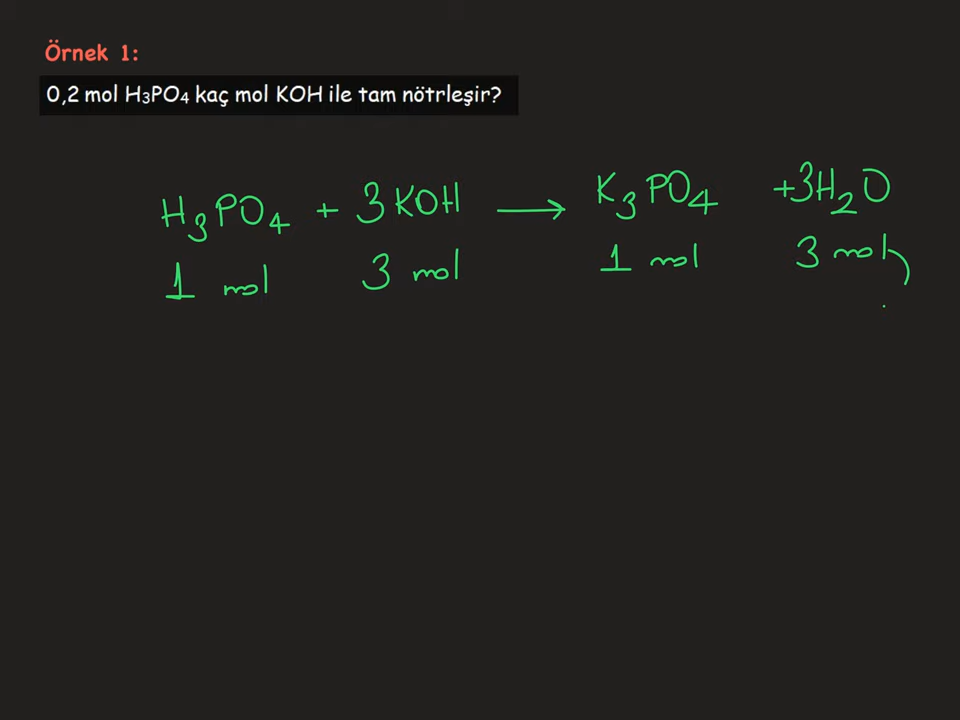 Örnek 1:
0,2 mol H₃PO₄ kaç mol KOH ile tam nötrleşir?
H₃PO₄ + 3KOH → K₃PO₄ +3H₂O
1 mol 3 mol 1 mol 3 mol